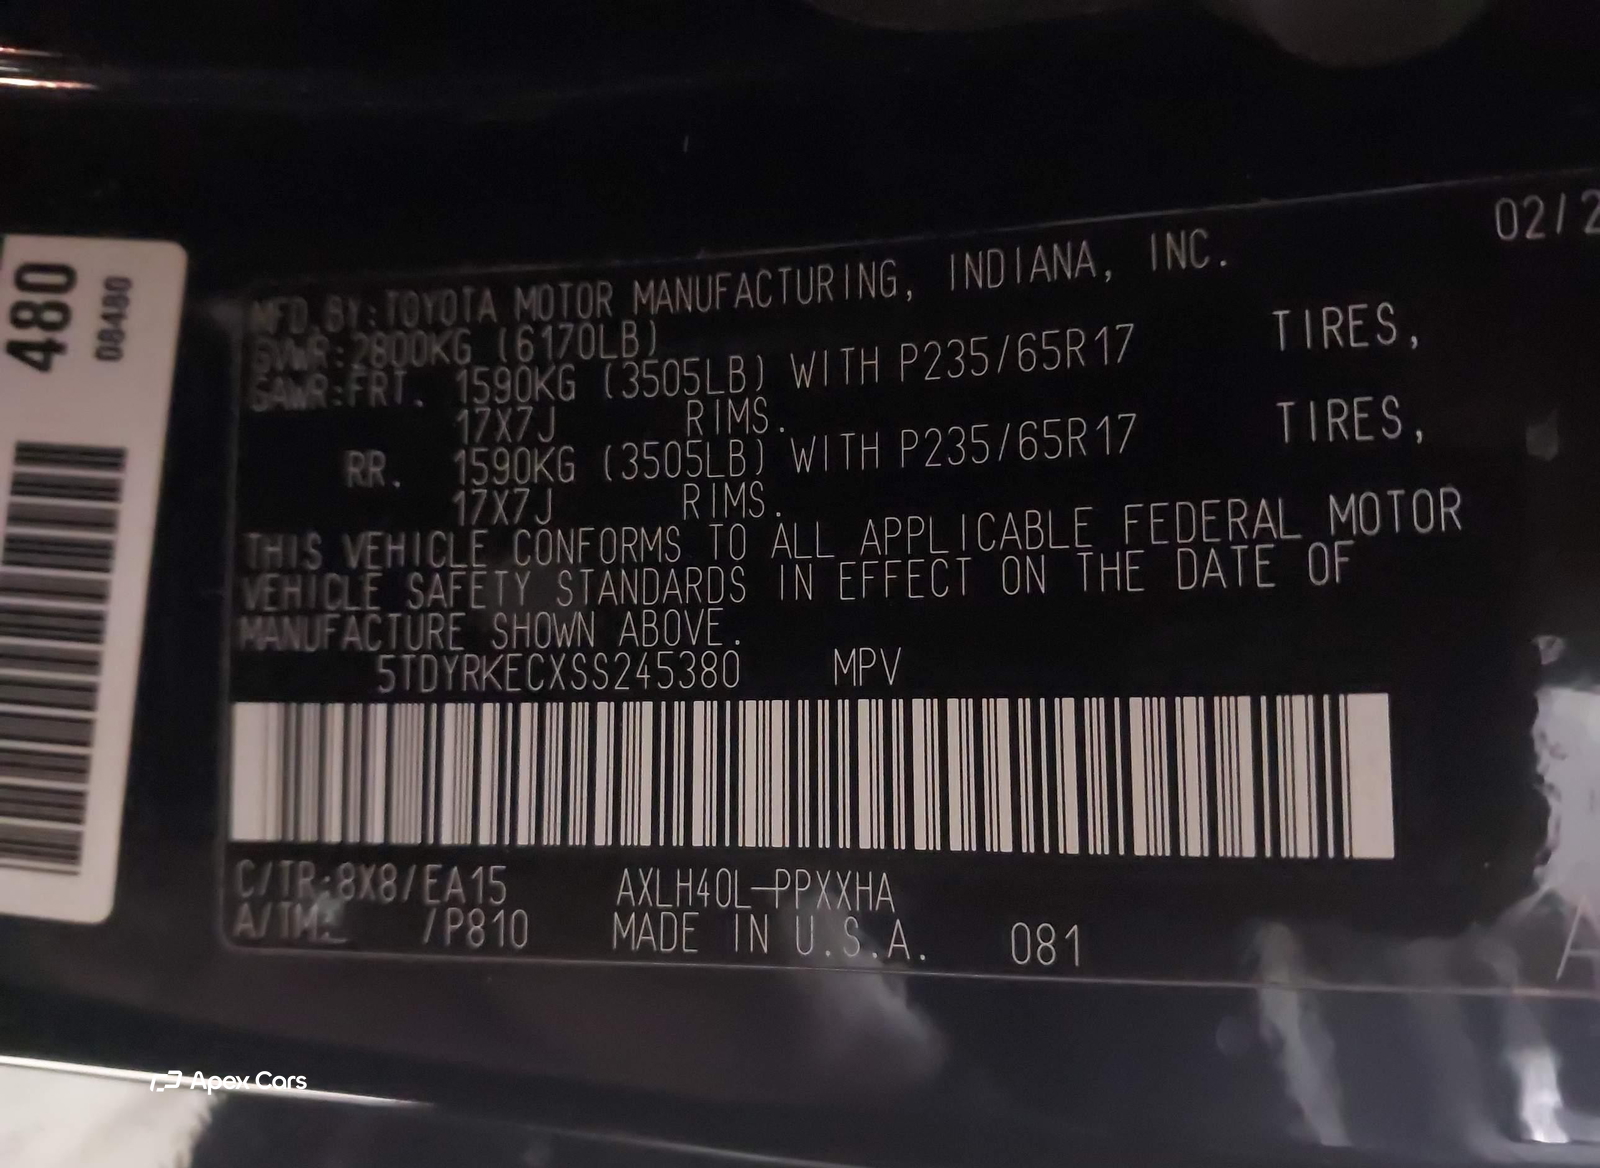 480
08480
02/2
MFD.BY:TOYOTA MOTOR MANUFACTURING, INDIANA, INC.
GVWR:2800KG (6170LB)
GAWR:FRT. 1590KG (3505LB) WITH P235/65R17 TIRES,
17X7J RIMS.
RR. 1590KG (3505LB) WITH P235/65R17 TIRES,
17X7J RIMS.
THIS VEHICLE CONFORMS TO ALL APPLICABLE FEDERAL MOTOR
VEHICLE SAFETY STANDARDS IN EFFECT ON THE DATE OF
MANUFACTURE SHOWN ABOVE.
5TDYRKECXSS245380 MPV
C/TR:8X8/EA15 AXLH40L-PPXXHA
A/TM: /P810 MADE IN U.S.A. 081
A
Apex Cars